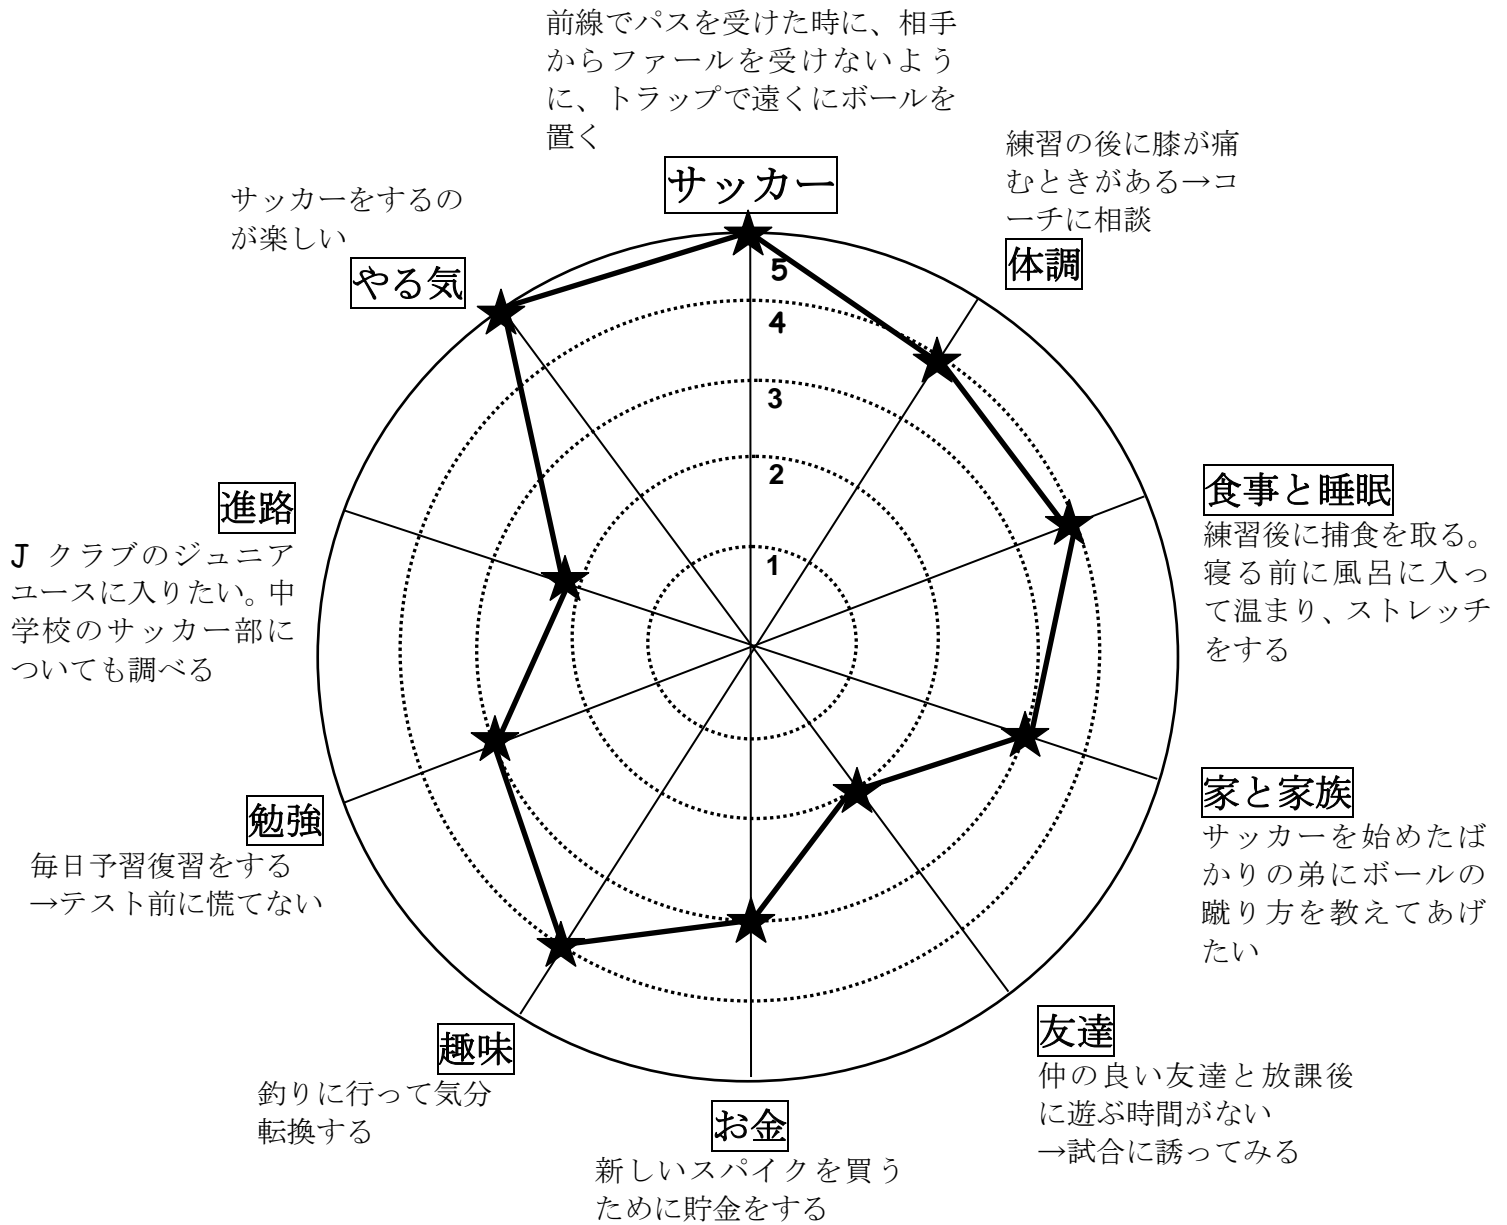 前線でパスを受けた時に、相手
からファールを受けないよう
に、トラップで遠くにボールを
置く
サッカー
練習の後に膝が痛
むときがある→コ
ーチに相談
体調
サッカーをするの
が楽しい
やる気
5
4
3
2
1
食事と睡眠
練習後に捕食を取る。
寝る前に風呂に入っ
て温まり、ストレッチ
をする
進路
J クラブのジュニア
ユースに入りたい。中
学校のサッカー部に
ついても調べる
家と家族
サッカーを始めたば
かりの弟にボールの
蹴り方を教えてあげ
たい
勉強
毎日予習復習をする
→テスト前に慌てない
友達
仲の良い友達と放課後
に遊ぶ時間がない
→試合に誘ってみる
趣味
釣りに行って気分
転換する
お金
新しいスパイクを買う
ために貯金をする